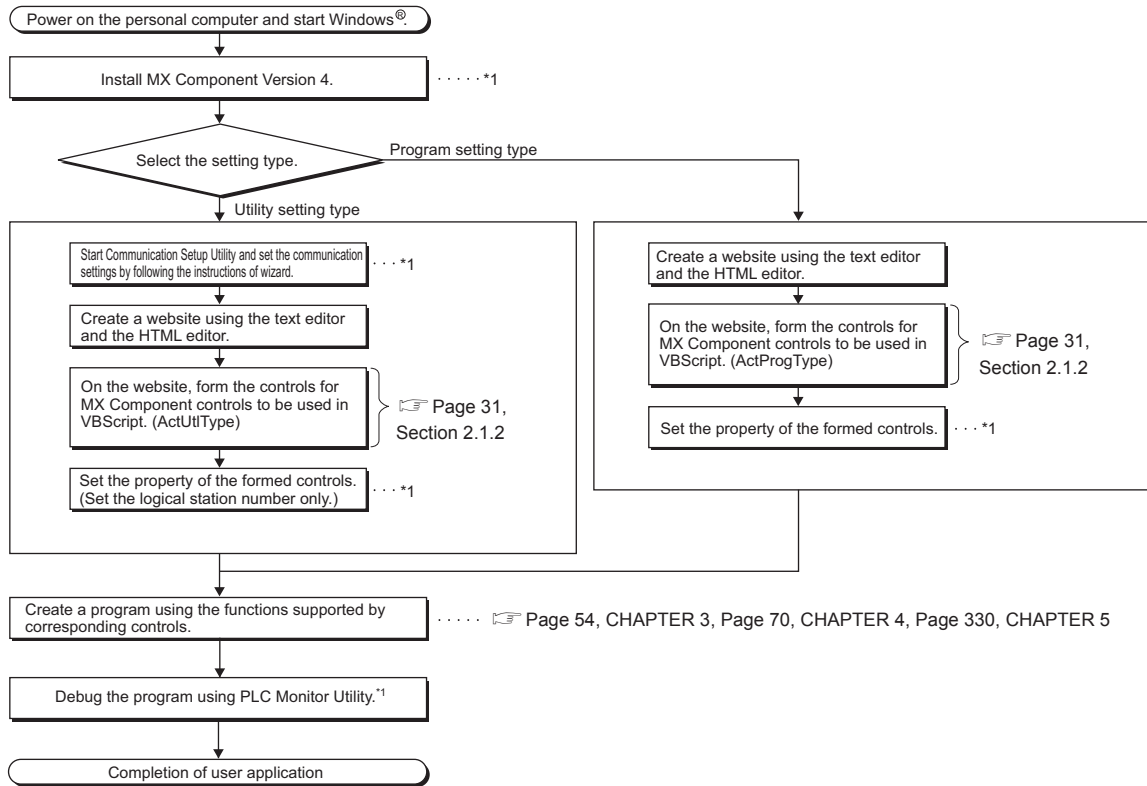 Power on the personal computer and start Windows®.
Install MX Component Version 4.
· · · · · *1
Select the setting type.
Program setting type
Utility setting type
Start Communication Setup Utility and set the communication
settings by following the instructions of wizard.
· · · *1
Create a website using the text editor
and the HTML editor.
On the website, form the controls for
MX Component controls to be used in
VBScript. (ActUtlType)
☞ Page 31,
Section 2.1.2
Set the property of the formed controls.
(Set the logical station number only.)
· · · *1
Create a website using the text editor
and the HTML editor.
On the website, form the controls for
MX Component controls to be used in
VBScript. (ActProgType)
☞ Page 31,
Section 2.1.2
Set the property of the formed controls.
· · · *1
Create a program using the functions supported by
corresponding controls.
· · · · · ☞ Page 54, CHAPTER 3, Page 70, CHAPTER 4, Page 330, CHAPTER 5
Debug the program using PLC Monitor Utility.*1
Completion of user application